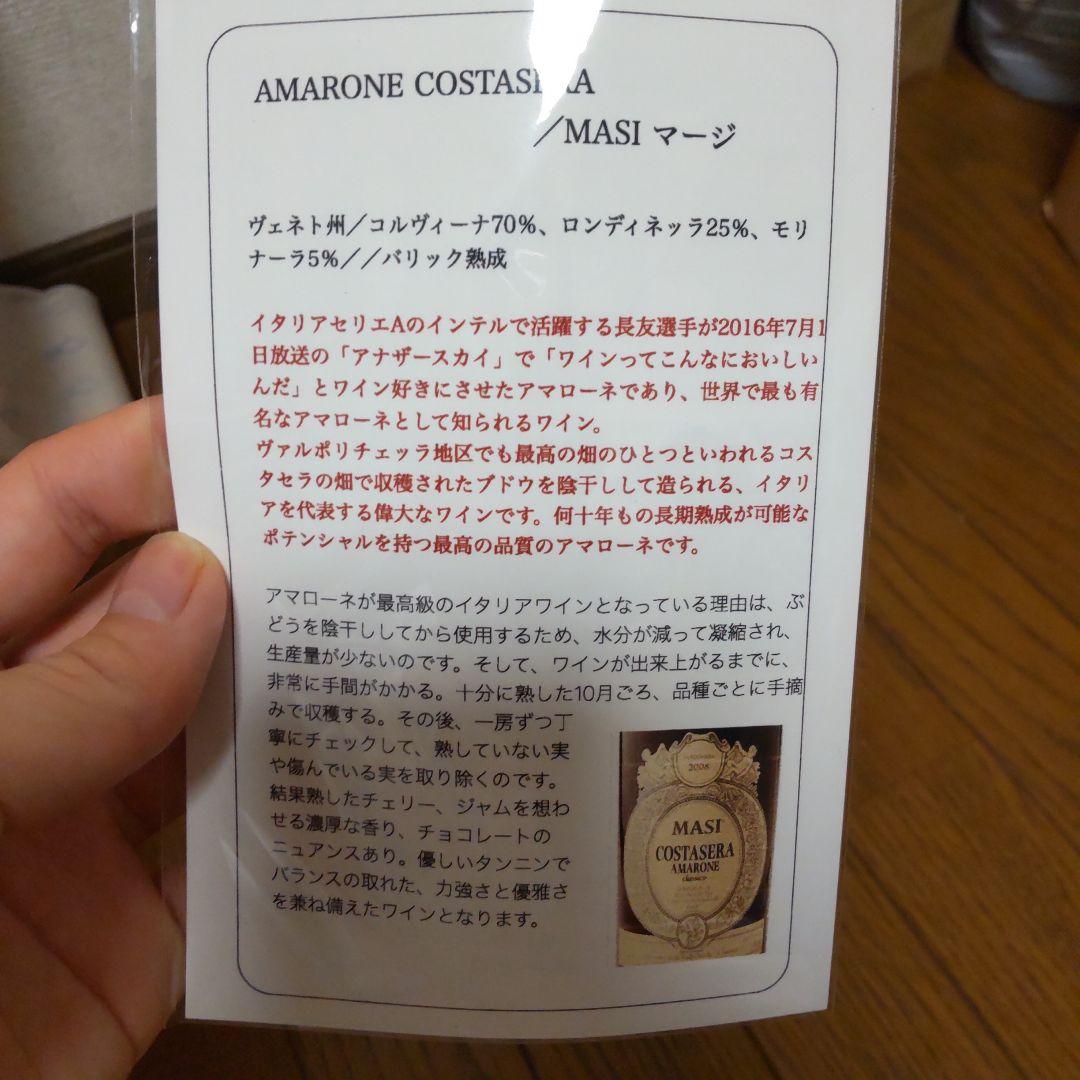 AMARONE COSTASERA
／MASI マージ
ヴェネト州／コルヴィーナ70％、ロンディネッラ25％、モリ
ナーラ5％／／バリック熟成
イタリアセリエAのインテルで活躍する長友選手が2016年7月1
日放送の「アナザースカイ」で「ワインってこんなにおいしい
んだ」とワイン好きにさせたアマローネであり、世界で最も有
名なアマローネとして知られるワイン。
ヴァルポリチェッラ地区でも最高の畑のひとつといわれるコス
タセラの畑で収穫されたブドウを陰干しして造られる、イタリ
アを代表する偉大なワインです。何十年もの長期熟成が可能な
ポテンシャルを持つ最高の品質のアマローネです。
アマローネが最高級のイタリアワインとなっている理由は、ぶ
どうを陰干ししてから使用するため、水分が減って凝縮され、
生産量が少ないのです。そして、ワインが出来上がるまでに、
非常に手間がかかる。十分に熟した10月ごろ、品種ごとに手摘
みで収穫する。その後、一房ずつ丁
寧にチェックして、熟していない実
や傷んでいる実を取り除くのです。
結果熟したチェリー、ジャムを想わ
せる濃厚な香り、チョコレートの
ニュアンスあり。優しいタンニンで
バランスの取れた、力強さと優雅さ
を兼ね備えたワインとなります。
2008
MASI
COSTASERA
AMARONE
classico